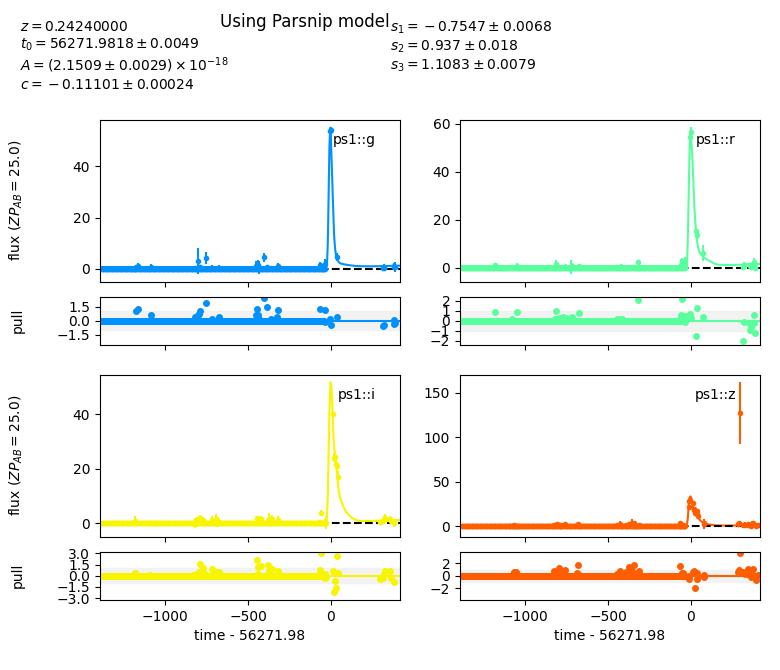 Using Parsnip model
z = 0.24240000
t₀ = 56271.9818 ± 0.0049
A = (2.1509 ± 0.0029) × 10⁻¹⁸
c = −0.11101 ± 0.00024
s₁ = −0.7547 ± 0.0068
s₂ = 0.937 ± 0.018
s₃ = 1.1083 ± 0.0079
flux (ZP_AB = 25.0)
40
20
0
ps1::g
60
40
20
0
ps1::r
pull
1.5
0.0
−1.5
2
1
0
−1
−2
flux (ZP_AB = 25.0)
40
20
0
ps1::i
150
100
50
0
ps1::z
pull
3.0
1.5
0.0
−1.5
−3.0
2
0
−2
−1000 −500 0
−1000 −500 0
time - 56271.98
time - 56271.98